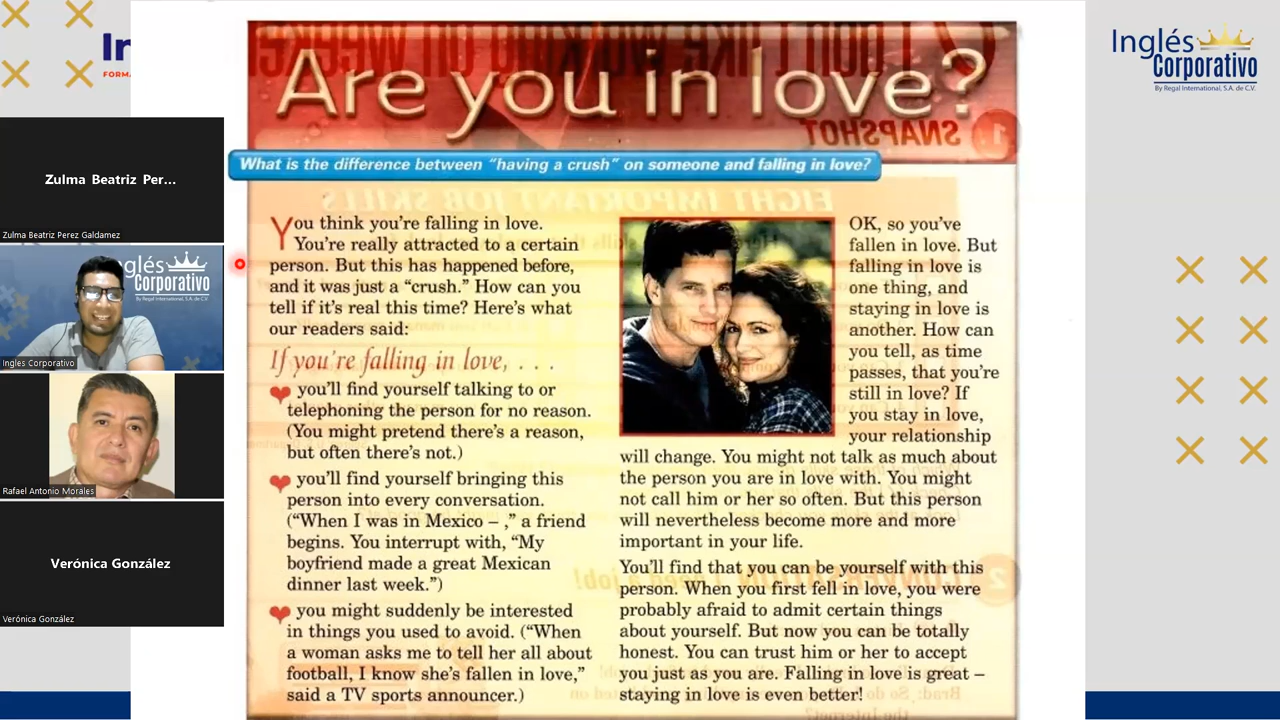 Inglés
Corporativo
By Regal International, S.A. de C.V.
Zulma Beatriz Per...
Zulma Beatriz Perez Galdamez
Inglés
Corporativo
By Regal International, S.A. de C.V.
Ingles Corporativo
Rafael Antonio Morales
Verónica González
Verónica González
Are you in love?
SNAPSHOT
What is the difference between "having a crush" on someone and falling in love?
EIGHT IMPORTANT JOB SKILLS
You think you're falling in love.
You're really attracted to a certain
person. But this has happened before,
and it was just a "crush." How can you
tell if it's real this time? Here's what
our readers said:
If you're falling in love, . . .
you'll find yourself talking to or
telephoning the person for no reason.
(You might pretend there's a reason,
but often there's not.)
you'll find yourself bringing this
person into every conversation.
("When I was in Mexico – ," a friend
begins. You interrupt with, "My
boyfriend made a great Mexican
dinner last week.")
you might suddenly be interested
in things you used to avoid. ("When
a woman asks me to tell her all about
football, I know she's fallen in love,"
said a TV sports announcer.)
OK, so you've
fallen in love. But
falling in love is
one thing, and
staying in love is
another. How can
you tell, as time
passes, that you're
still in love? If
you stay in love,
your relationship
will change. You might not talk as much about
the person you are in love with. You might
not call him or her so often. But this person
will nevertheless become more and more
important in your life.
You'll find that you can be yourself with this
person. When you first fell in love, you were
probably afraid to admit certain things
about yourself. But now you can be totally
honest. You can trust him or her to accept
you just as you are. Falling in love is great –
staying in love is even better!